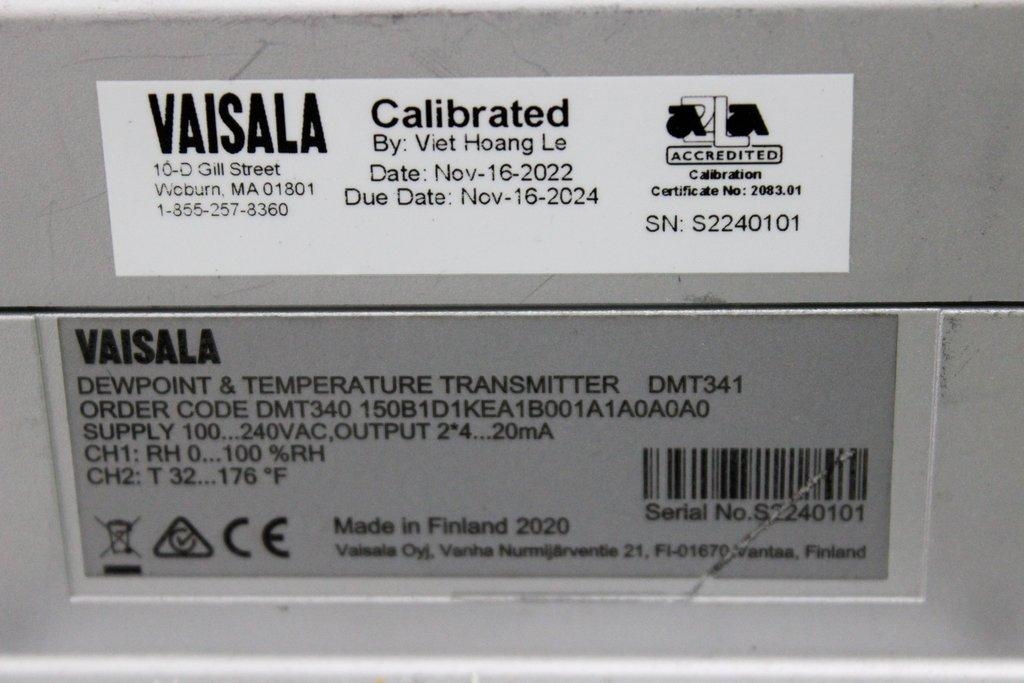 VAISALA
10-D Gill Street
Woburn, MA 01801
1-855-257-8360
Calibrated
By: Viet Hoang Le
Date: Nov-16-2022
Due Date: Nov-16-2024
a2la
ACCREDITED
Calibration
Certificate No: 2083.01
SN: S2240101
VAISALA
DEWPOINT & TEMPERATURE TRANSMITTER DMT341
ORDER CODE DMT340 150B1D1KEA1B001A1A0A0A0
SUPPLY 100...240VAC,OUTPUT 2*4...20mA
CH1: RH 0...100 %RH
CH2: T 32...176 °F
Serial No.S2240101
CE
Made in Finland 2020
Vaisala Oyj, Vanha Nurmijärventie 21, FI-01670 Vantaa, Finland